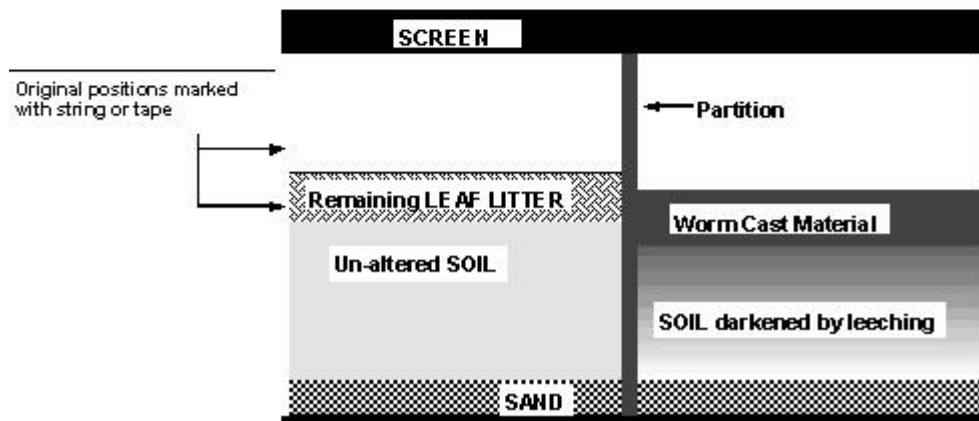 SCREEN
Original positions marked
with string or tape
Partition
Remaining LEAF LITTER
Worm Cast Material
Un-altered SOIL
SOIL darkened by leeching
SAND